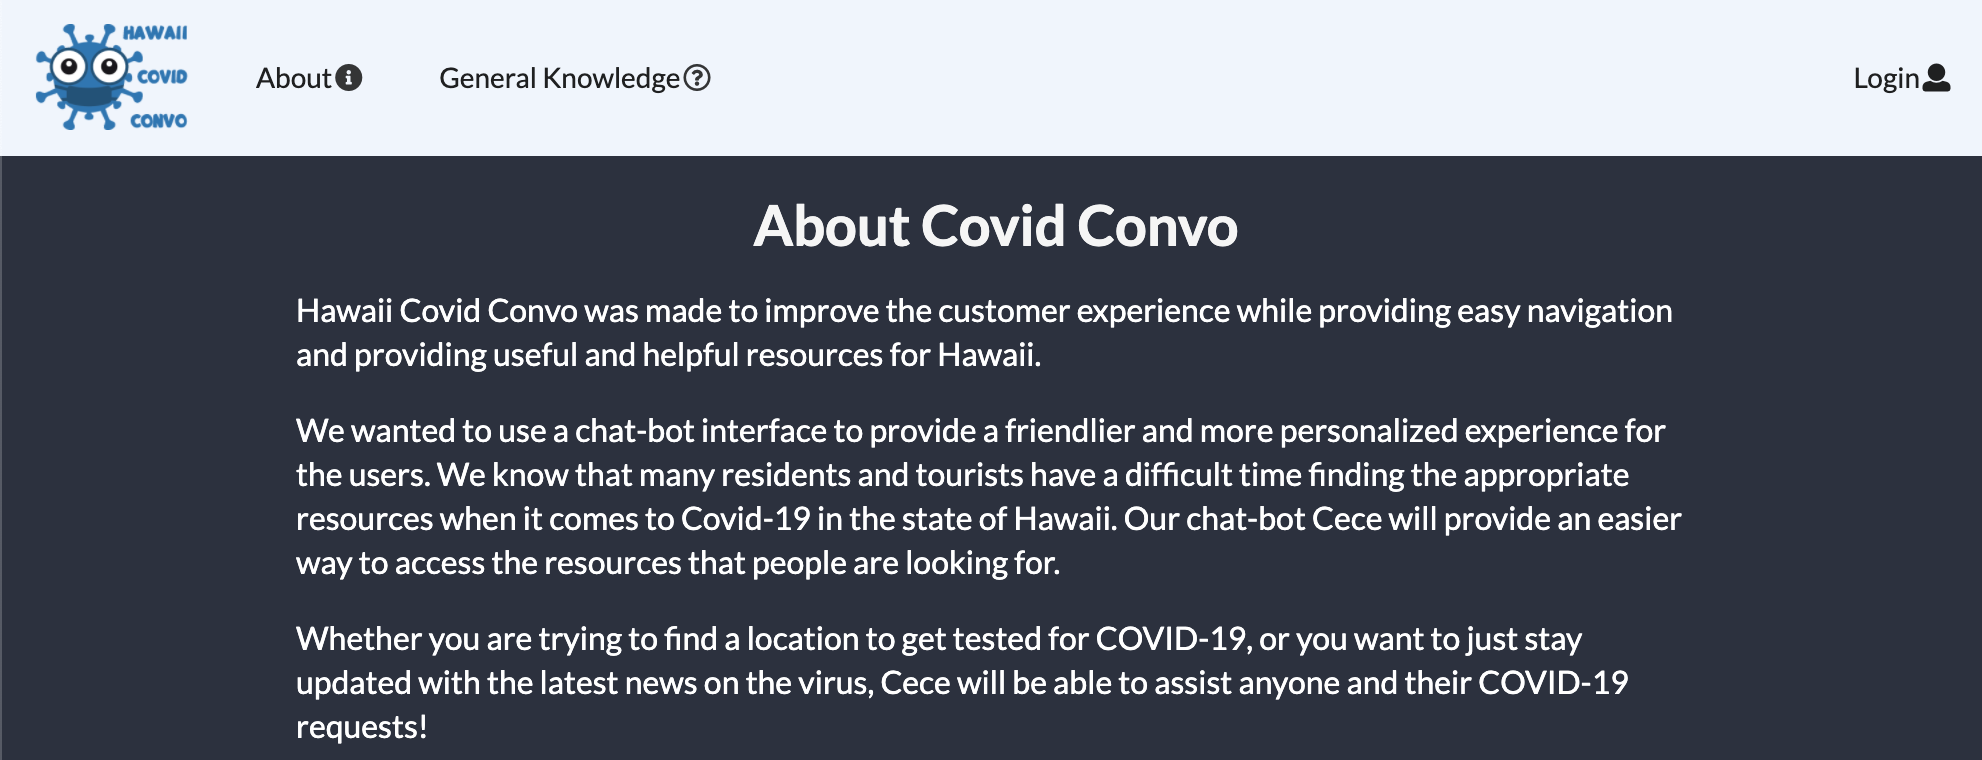 HAWAII
COVID
CONVO
About
General Knowledge
Login
About Covid Convo
Hawaii Covid Convo was made to improve the customer experience while providing easy navigation
and providing useful and helpful resources for Hawaii.
We wanted to use a chat-bot interface to provide a friendlier and more personalized experience for
the users. We know that many residents and tourists have a difficult time finding the appropriate
resources when it comes to Covid-19 in the state of Hawaii. Our chat-bot Cece will provide an easier
way to access the resources that people are looking for.
Whether you are trying to find a location to get tested for COVID-19, or you want to just stay
updated with the latest news on the virus, Cece will be able to assist anyone and their COVID-19
requests!